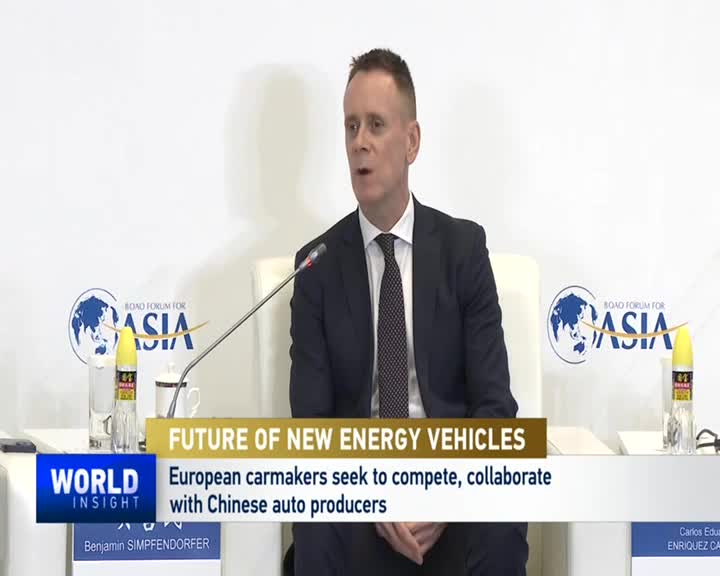 BOAO FORUM FOR
ASIA
BOAO FORUM FOR
ASIA
FUTURE OF NEW ENERGY VEHICLES
WORLD
INSIGHT
European carmakers seek to compete, collaborate
with Chinese auto producers
Benjamin SIMPFENDORFER
Carlos Edua
ENRIQUEZ CA